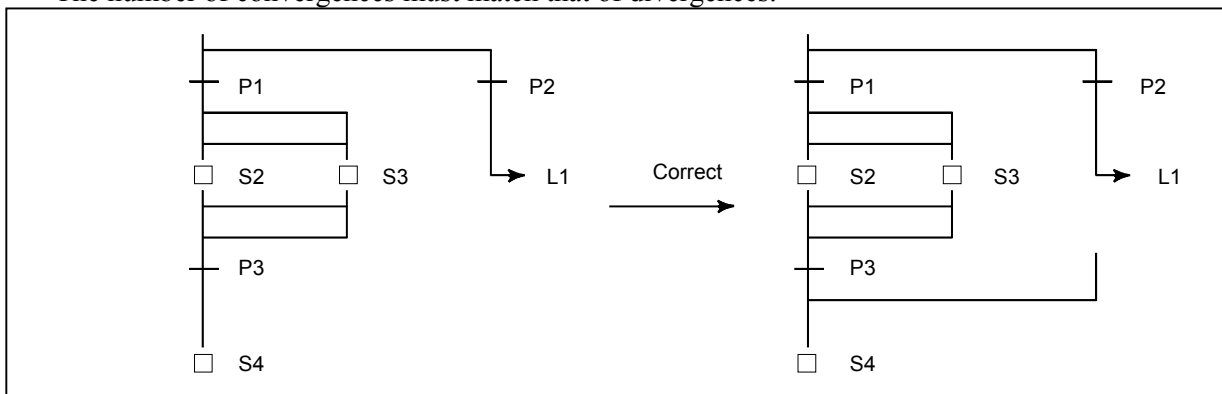 The number of convergences must match that of divergences.
P1 P2 P1 P2
S2 S3 L1 Correct S2 S3 L1
P3 P3
S4 S4